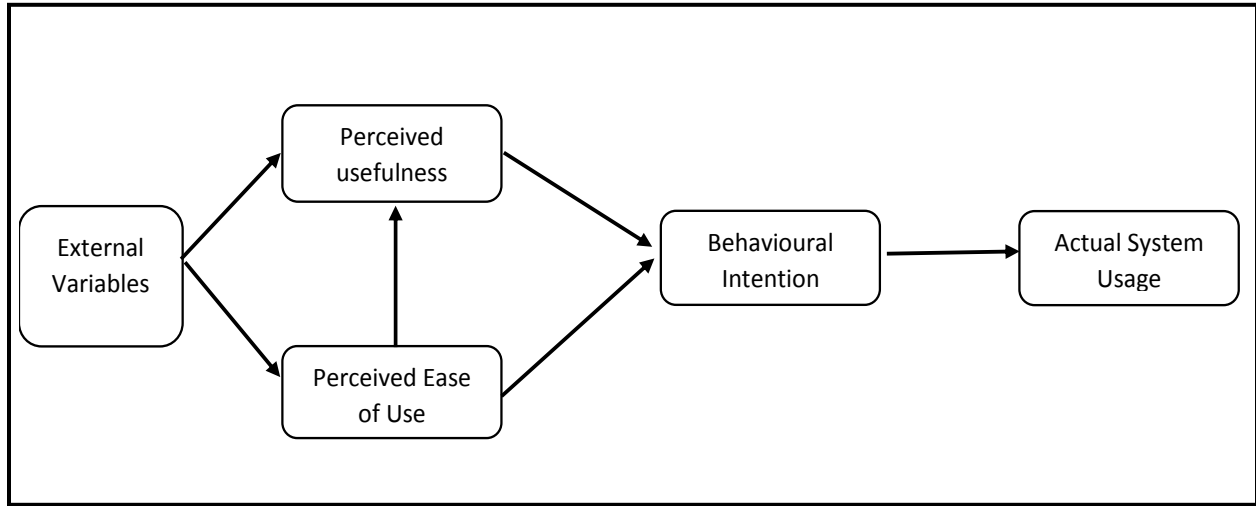 Perceived
usefulness
External
Variables
Behavioural
Intention
Actual System
Usage
Perceived Ease
of Use